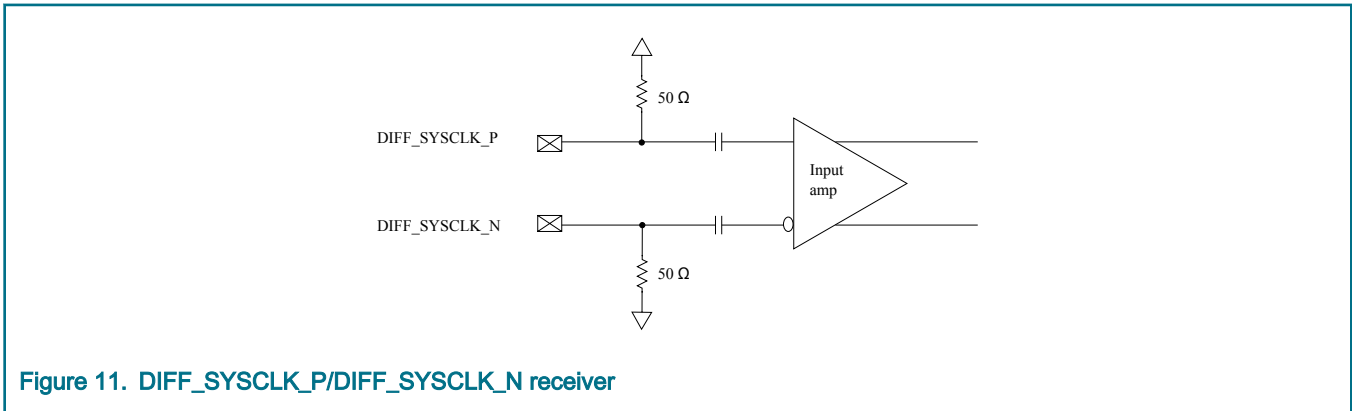 50 Ω
DIFF_SYSCLK_P
Input
amp
DIFF_SYSCLK_N
50 Ω
Figure 11. DIFF_SYSCLK_P/DIFF_SYSCLK_N receiver